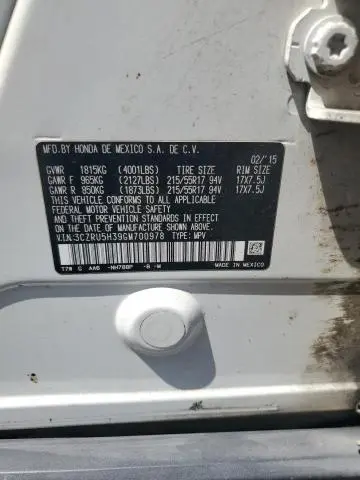 MFD.BY HONDA DE MEXICO S.A. DE C.V. 02/'15
GVWR 1815KG (4001LBS) TIRE SIZE RIM SIZE
GAWR F 965KG (2127LBS) 215/55R17 94V 17X7.5J
GAWR R 850KG (1873LBS) 215/55R17 94V 17X7.5J
THIS VEHICLE CONFORMS TO ALL APPLICABLE
FEDERAL MOTOR VEHICLE SAFETY
AND THEFT PREVENTION STANDARDS IN EFFECT
ON THE DATE OF MANUFACTURE SHOWN ABOVE.
V.I.N:3CZRU5H39GM700978 TYPE: MPV
T7W G AA6 -NH788P -B -W MADE IN MEXICO